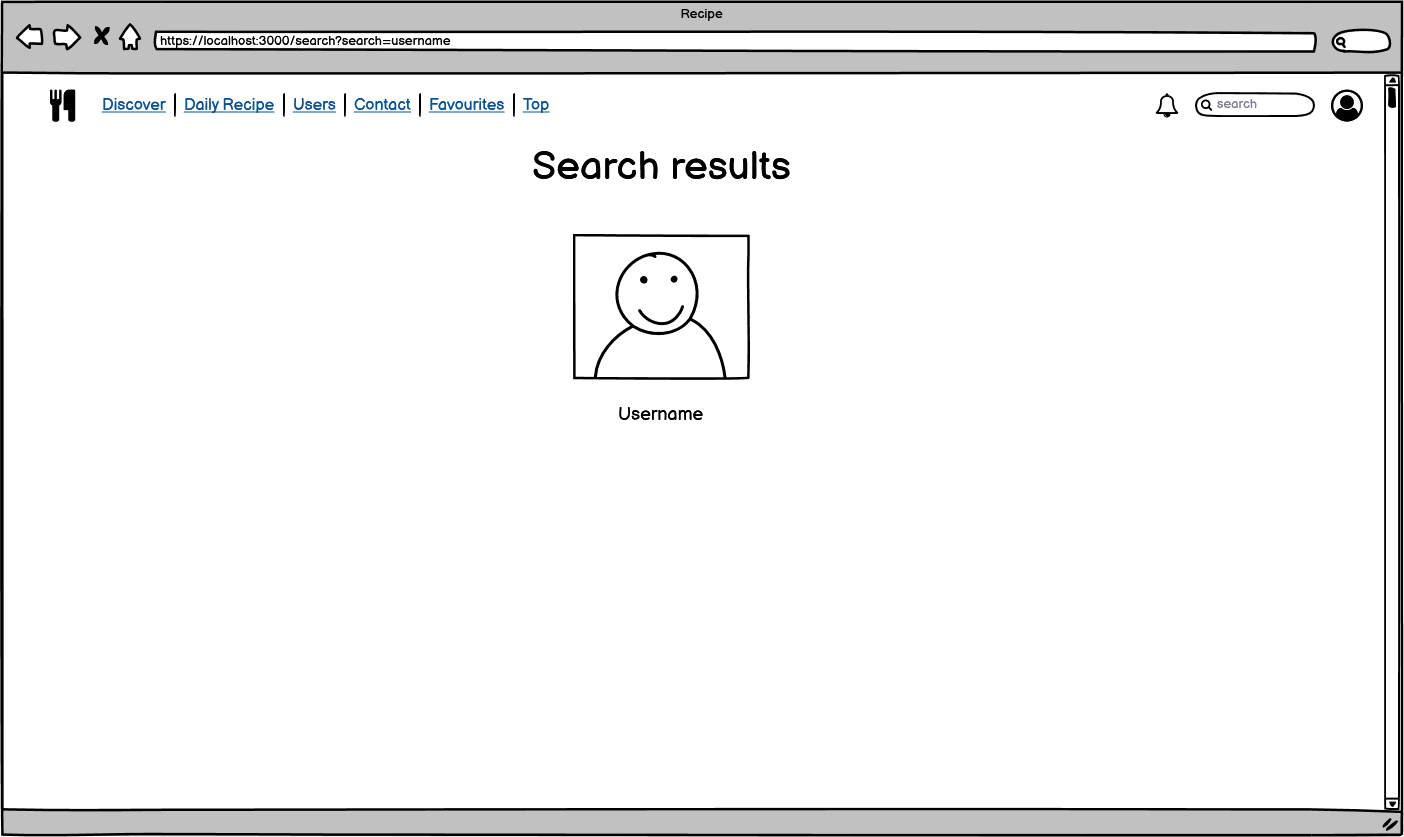 Recipe
https://localhost:3000/search?search=username
Discover | Daily Recipe | Users | Contact | Favourites | Top
search
Search results
Username